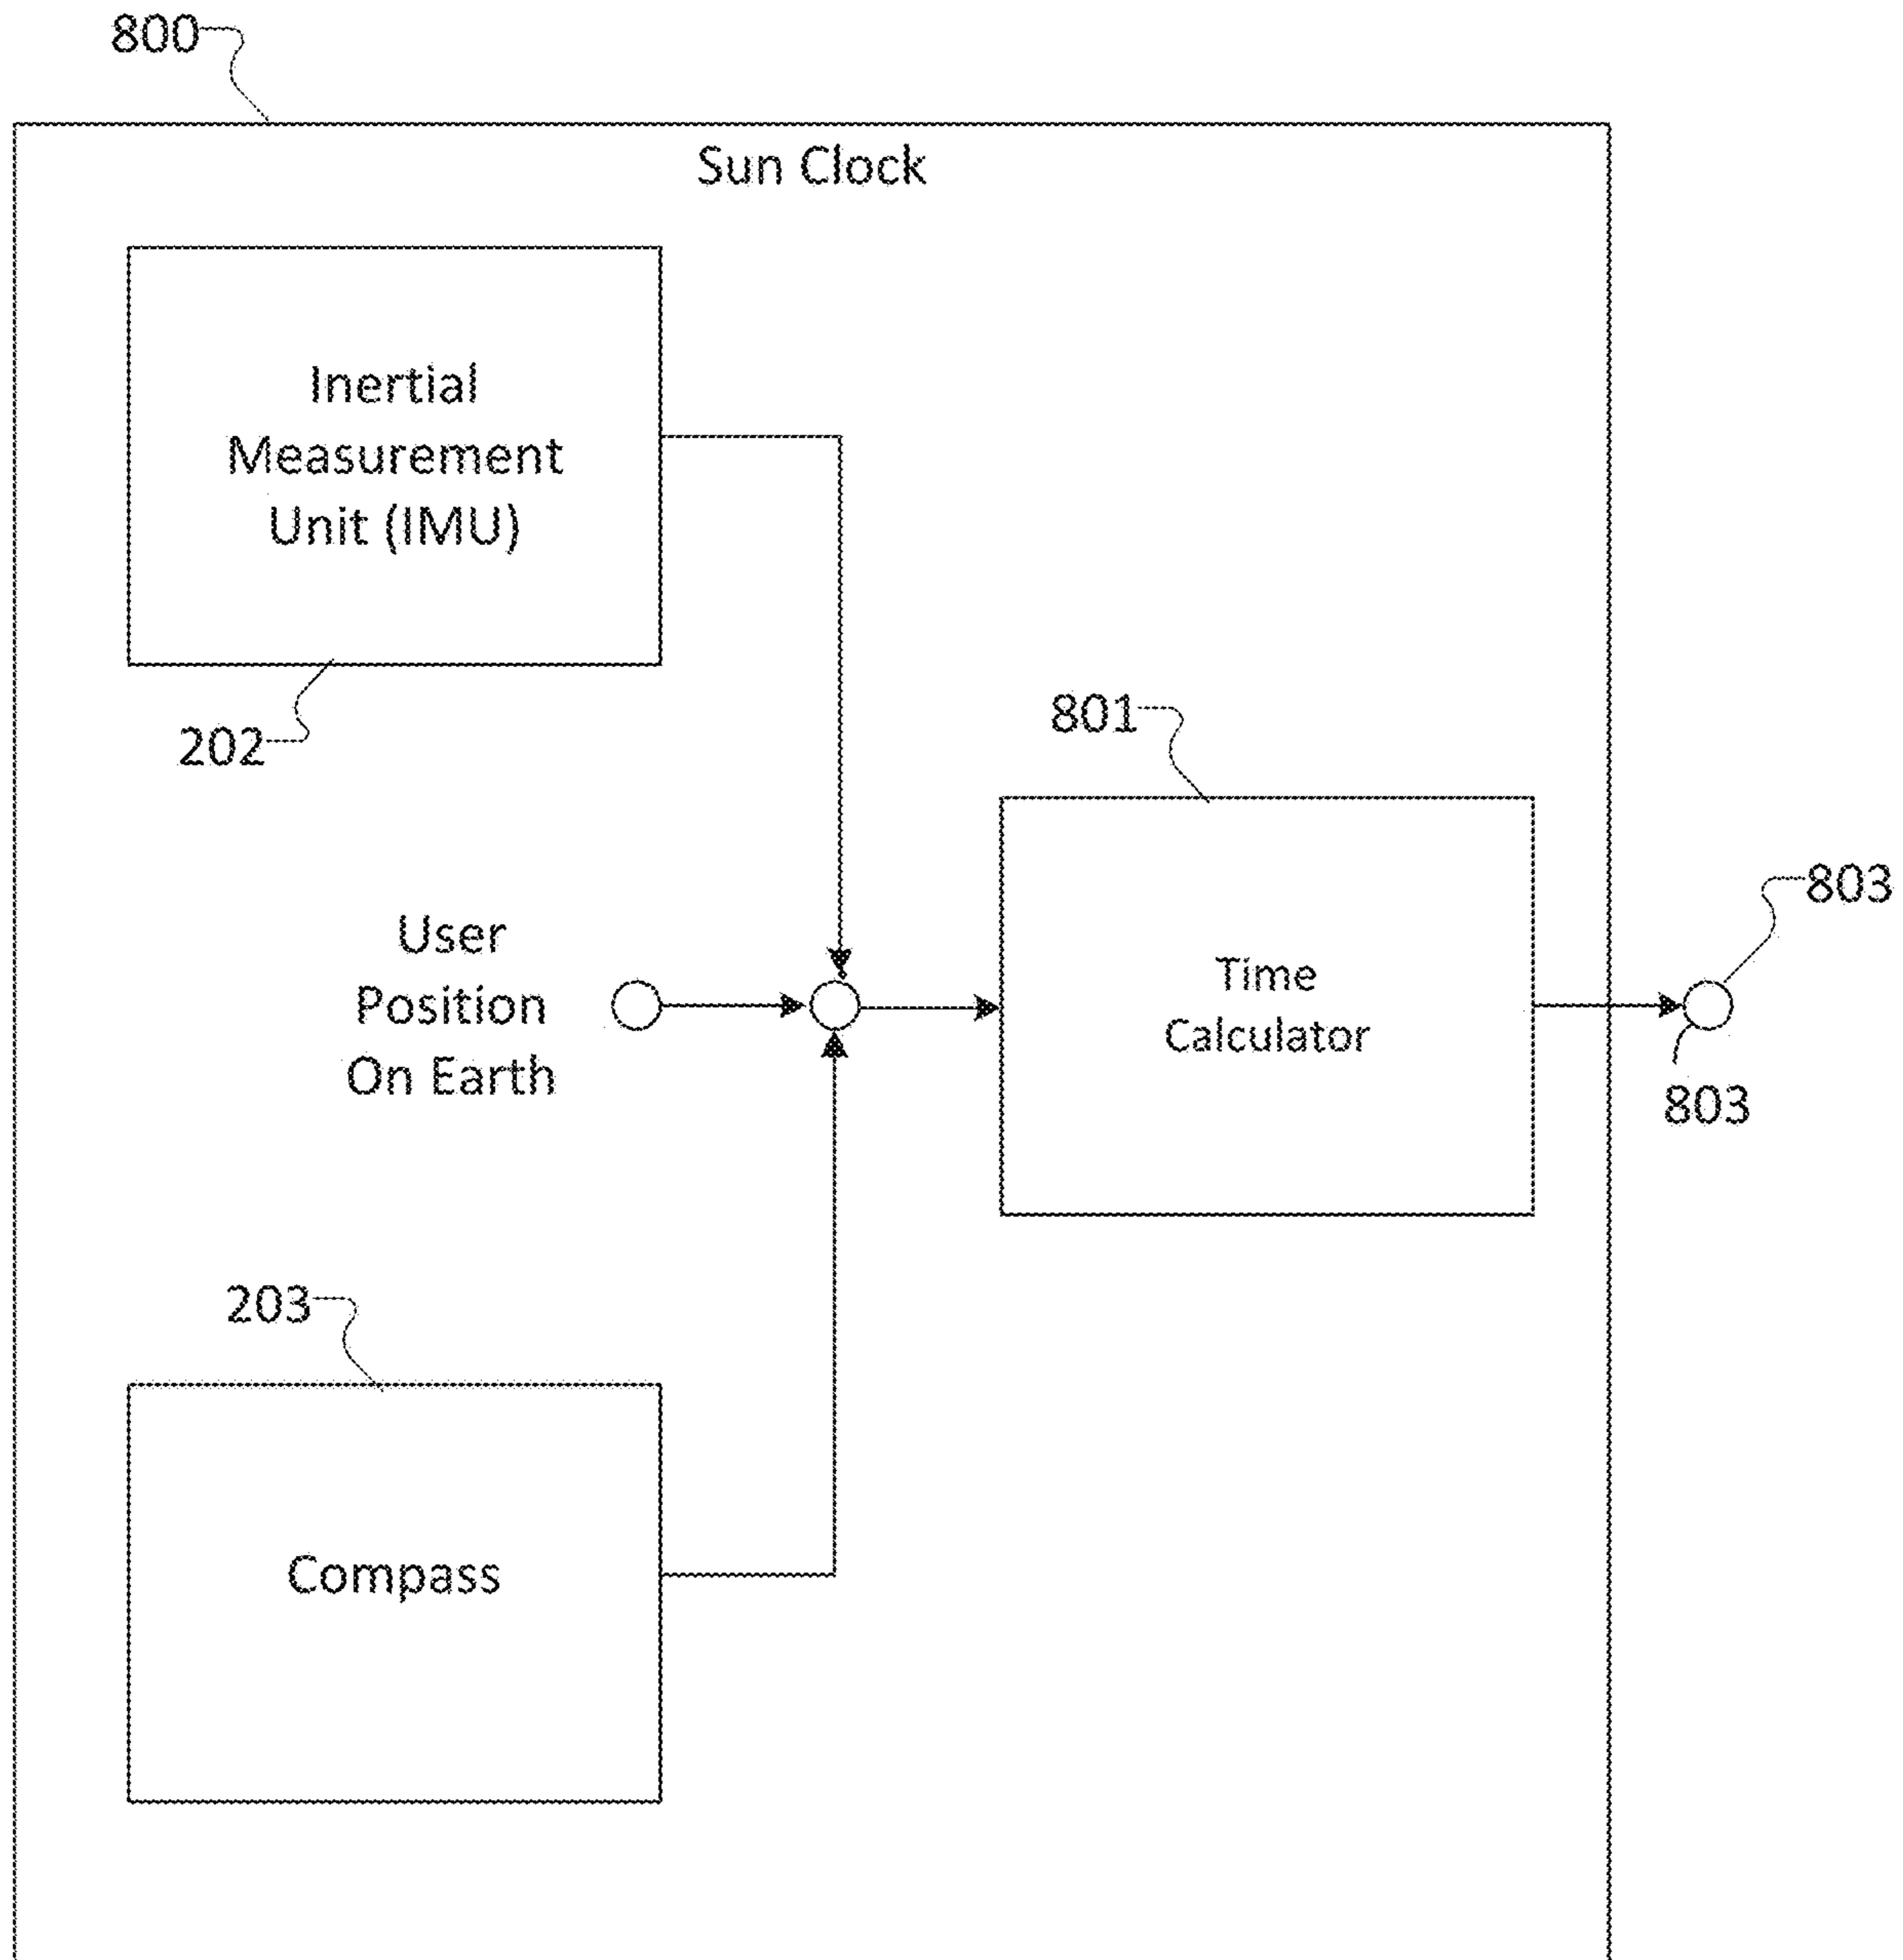 800
Sun Clock
Inertial
Measurement
Unit (IMU)
202
801
803
User
Position
On Earth
Time
Calculator
803
203
Compass